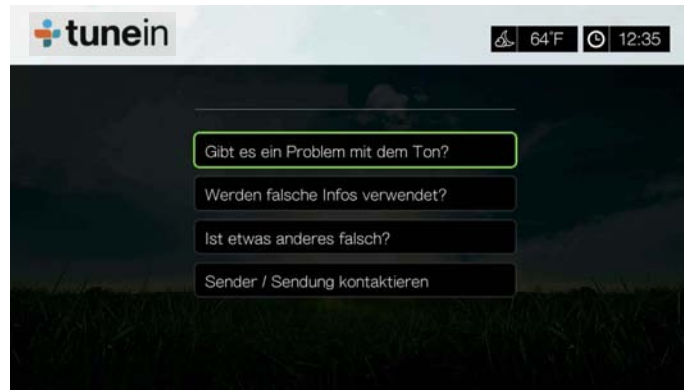 tunein
64°F
12:35
Gibt es ein Problem mit dem Ton?
Werden falsche Infos verwendet?
Ist etwas anderes falsch?
Sender / Sendung kontaktieren